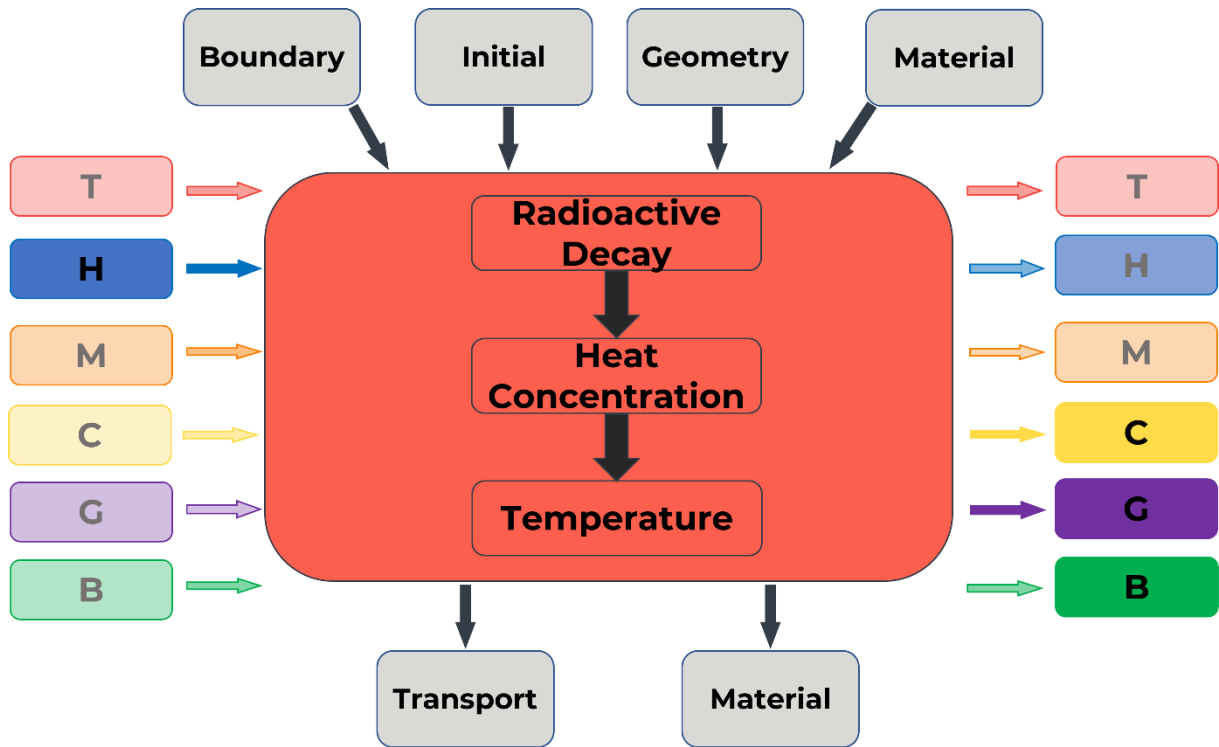 Boundary
Initial
Geometry
Material
T
H
M
C
G
B
Radioactive
Decay
Heat
Concentration
Temperature
T
H
M
C
G
B
Transport
Material